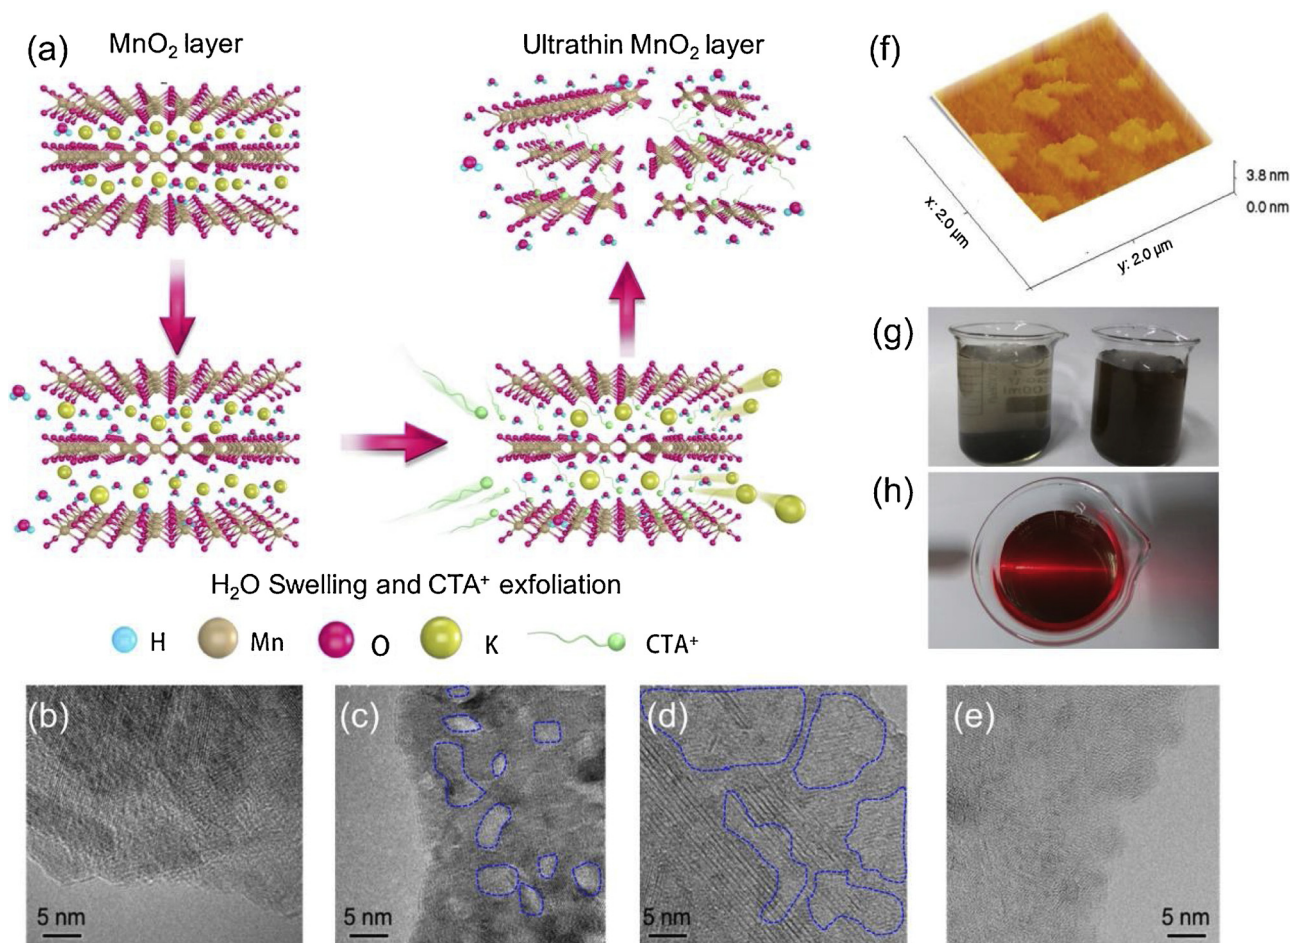 (a)
MnO₂ layer
Ultrathin MnO₂ layer
H₂O Swelling and CTA⁺ exfoliation
H
Mn
O
K
CTA⁺
(f)
3.8 nm
0.0 nm
x: 2.0 µm
y: 2.0 µm
(g)
(h)
(b)
5 nm
(c)
5 nm
(d)
5 nm
(e)
5 nm